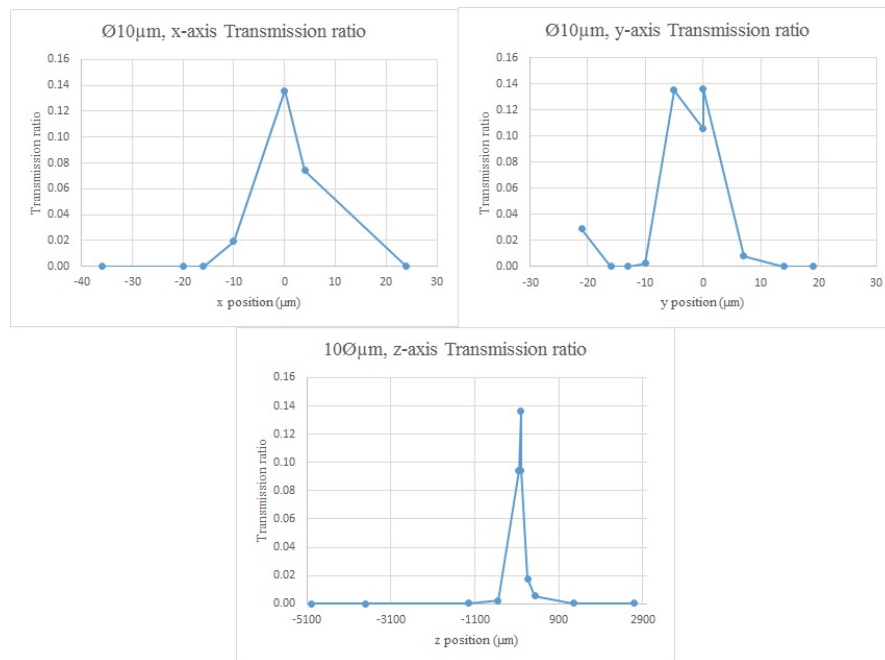 Ø10µm, x-axis Transmission ratio
0.16
0.14
0.12
0.10
0.08
0.06
0.04
0.02
0.00
Transmission ratio
-40 -30 -20 -10 0 10 20 30
x position (µm)
Ø10µm, y-axis Transmission ratio
0.16
0.14
0.12
0.10
0.08
0.06
0.04
0.02
0.00
Transmission ratio
-30 -20 -10 0 10 20 30
y position (µm)
10Øµm, z-axis Transmission ratio
0.16
0.14
0.12
0.10
0.08
0.06
0.04
0.02
0.00
Transmission ratio
-5100 -3100 -1100 900 2900
z position (µm)